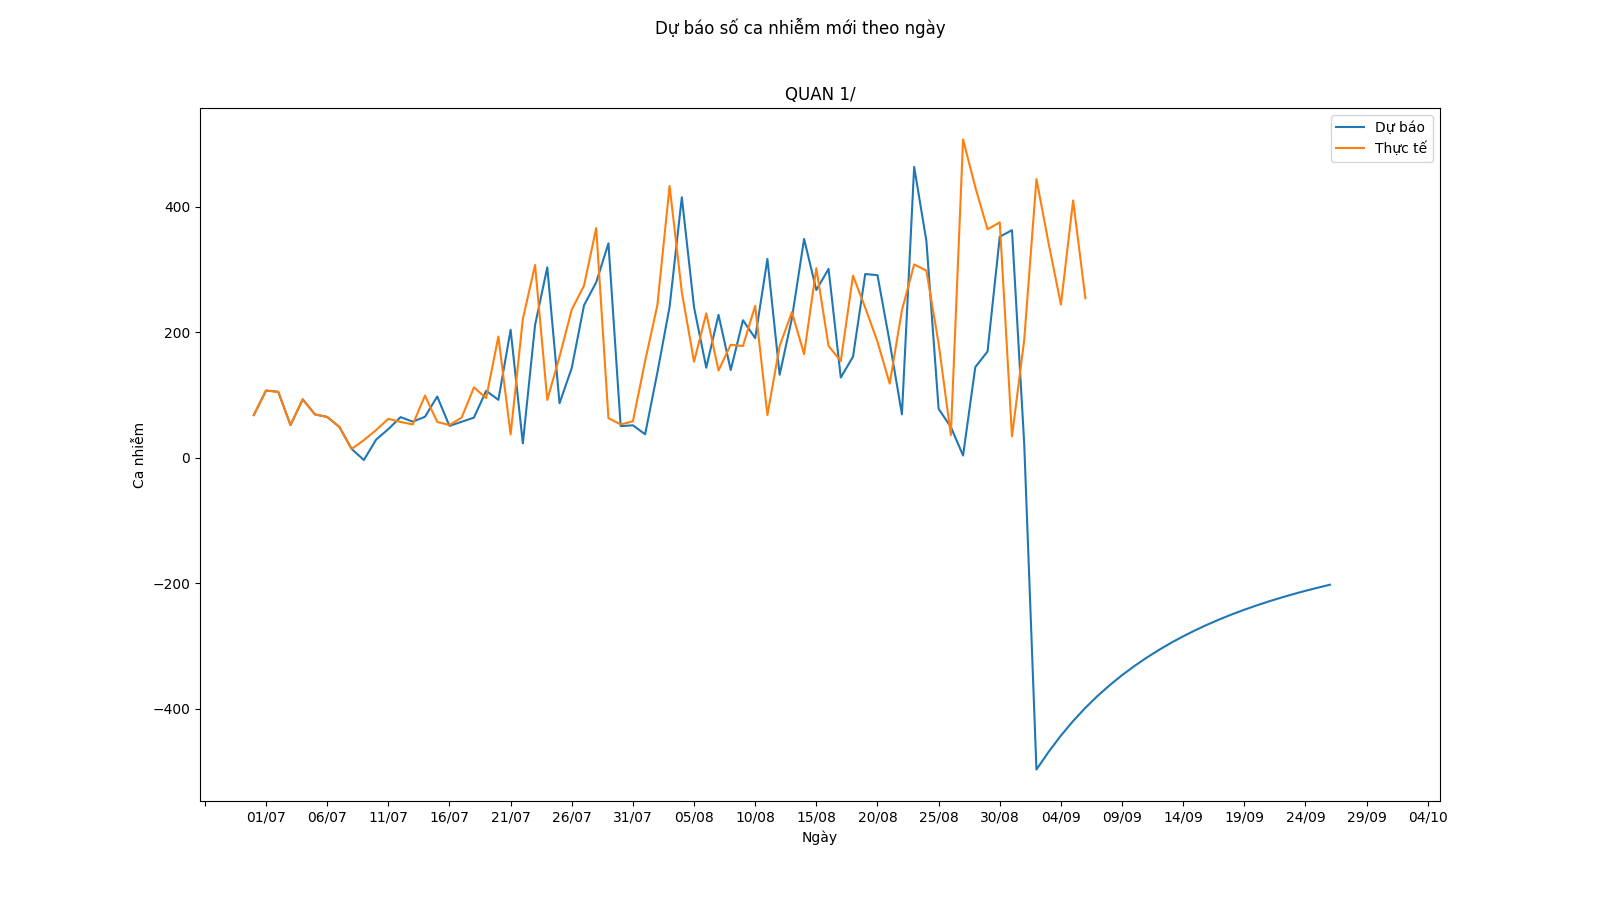 Dự báo số ca nhiễm mới theo ngày
QUAN 1/
Dự báo
Thực tế
400
200
0
−200
−400
Ca nhiễm
01/07 06/07 11/07 16/07 21/07 26/07 31/07 05/08 10/08 15/08 20/08 25/08 30/08 04/09 09/09 14/09 19/09 24/09 29/09 04/10
Ngày